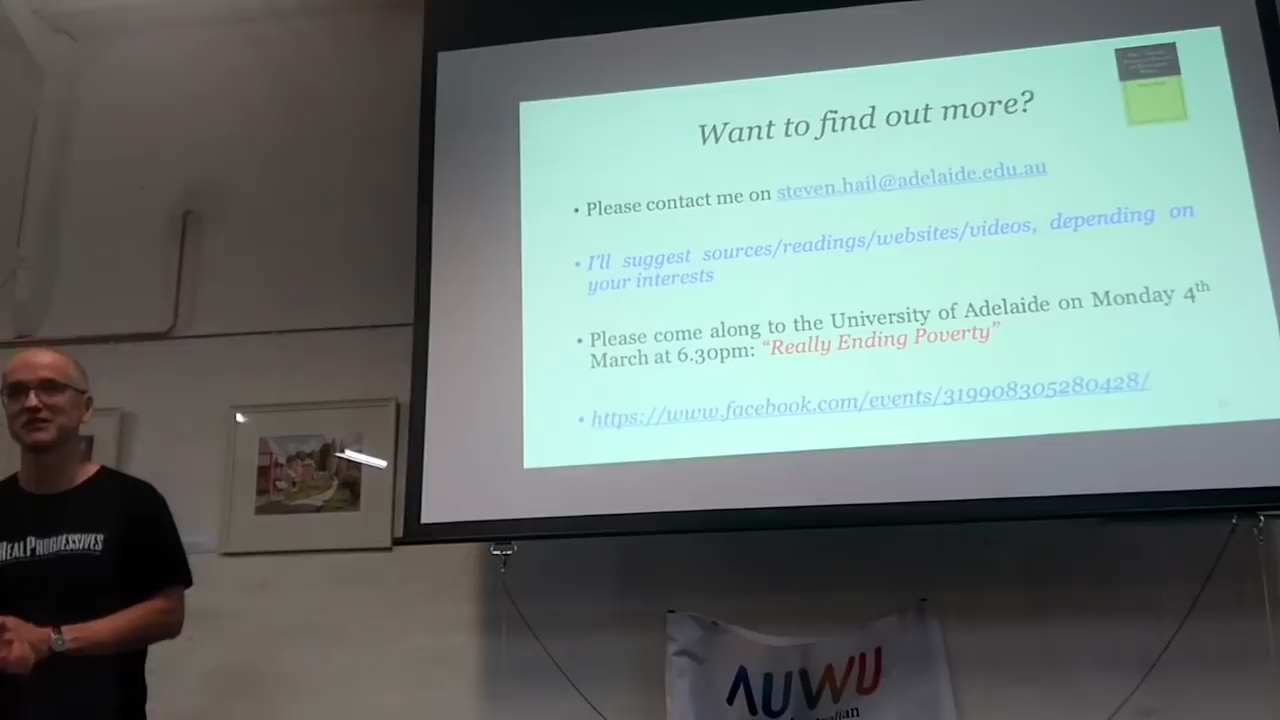 Want to find out more?
• Please contact me on steven.hail@adelaide.edu.au
• I'll suggest sources/readings/websites/videos, depending on
your interests
• Please come along to the University of Adelaide on Monday 4th
March at 6.30pm: “Really Ending Poverty”
• https://www.facebook.com/events/319908305280428/
REALPROGRESSIVES
AUWU